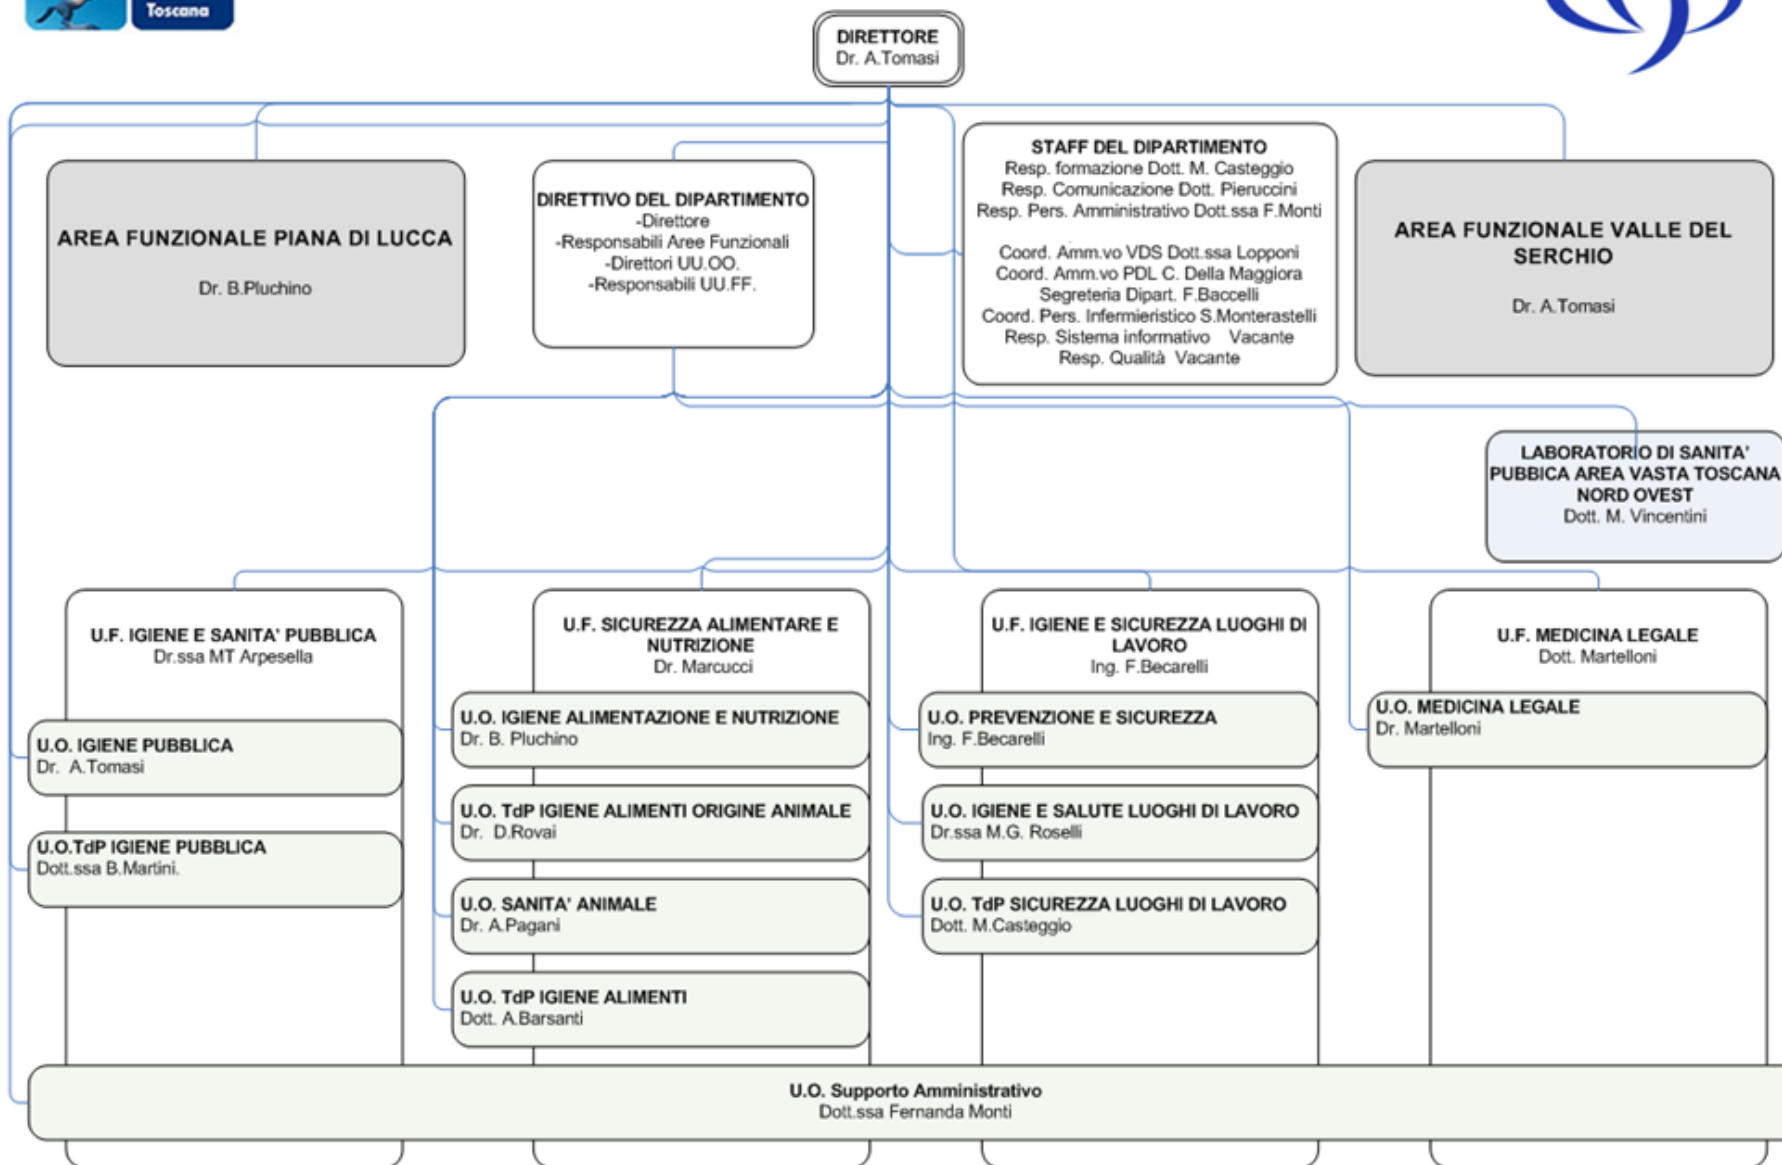 Toscana
DIRETTORE
Dr. A.Tomasi
AREA FUNZIONALE PIANA DI LUCCA
Dr. B.Pluchino
DIRETTIVO DEL DIPARTIMENTO
-Direttore
-Responsabili Aree Funzionali
-Direttori UU.OO.
-Responsabili UU.FF.
STAFF DEL DIPARTIMENTO
Resp. formazione Dott. M. Casteggio
Resp. Comunicazione Dott. Pieruccini
Resp. Pers. Amministrativo Dott.ssa F.Monti
Coord. Amm.vo VDS Dott.ssa Lopponi
Coord. Amm.vo PDL C. Della Maggiora
Segreteria Dipart. F.Baccelli
Coord. Pers. Infermieristico S.Monterastelli
Resp. Sistema informativo Vacante
Resp. Qualità Vacante
AREA FUNZIONALE VALLE DEL
SERCHIO
Dr. A.Tomasi
LABORATORIO DI SANITA'
PUBBICA AREA VASTA TOSCANA
NORD OVEST
Dott. M. Vincentini
U.F. IGIENE E SANITA' PUBBLICA
Dr.ssa MT Arpesella
U.O. IGIENE PUBBLICA
Dr. A.Tomasi
U.O.TdP IGIENE PUBBLICA
Dott.ssa B.Martini.
U.F. SICUREZZA ALIMENTARE E
NUTRIZIONE
Dr. Marcucci
U.O. IGIENE ALIMENTAZIONE E NUTRIZIONE
Dr. B. Pluchino
U.O. TdP IGIENE ALIMENTI ORIGINE ANIMALE
Dr. D.Rovai
U.O. SANITA' ANIMALE
Dr. A.Pagani
U.O. TdP IGIENE ALIMENTI
Dott. A.Barsanti
U.F. IGIENE E SICUREZZA LUOGHI DI
LAVORO
Ing. F.Becarelli
U.O. PREVENZIONE E SICUREZZA
Ing. F.Becarelli
U.O. IGIENE E SALUTE LUOGHI DI LAVORO
Dr.ssa M.G. Roselli
U.O. TdP SICUREZZA LUOGHI DI LAVORO
Dott. M.Casteggio
U.F. MEDICINA LEGALE
Dott. Martelloni
U.O. MEDICINA LEGALE
Dr. Martelloni
U.O. Supporto Amministrativo
Dott.ssa Fernanda Monti